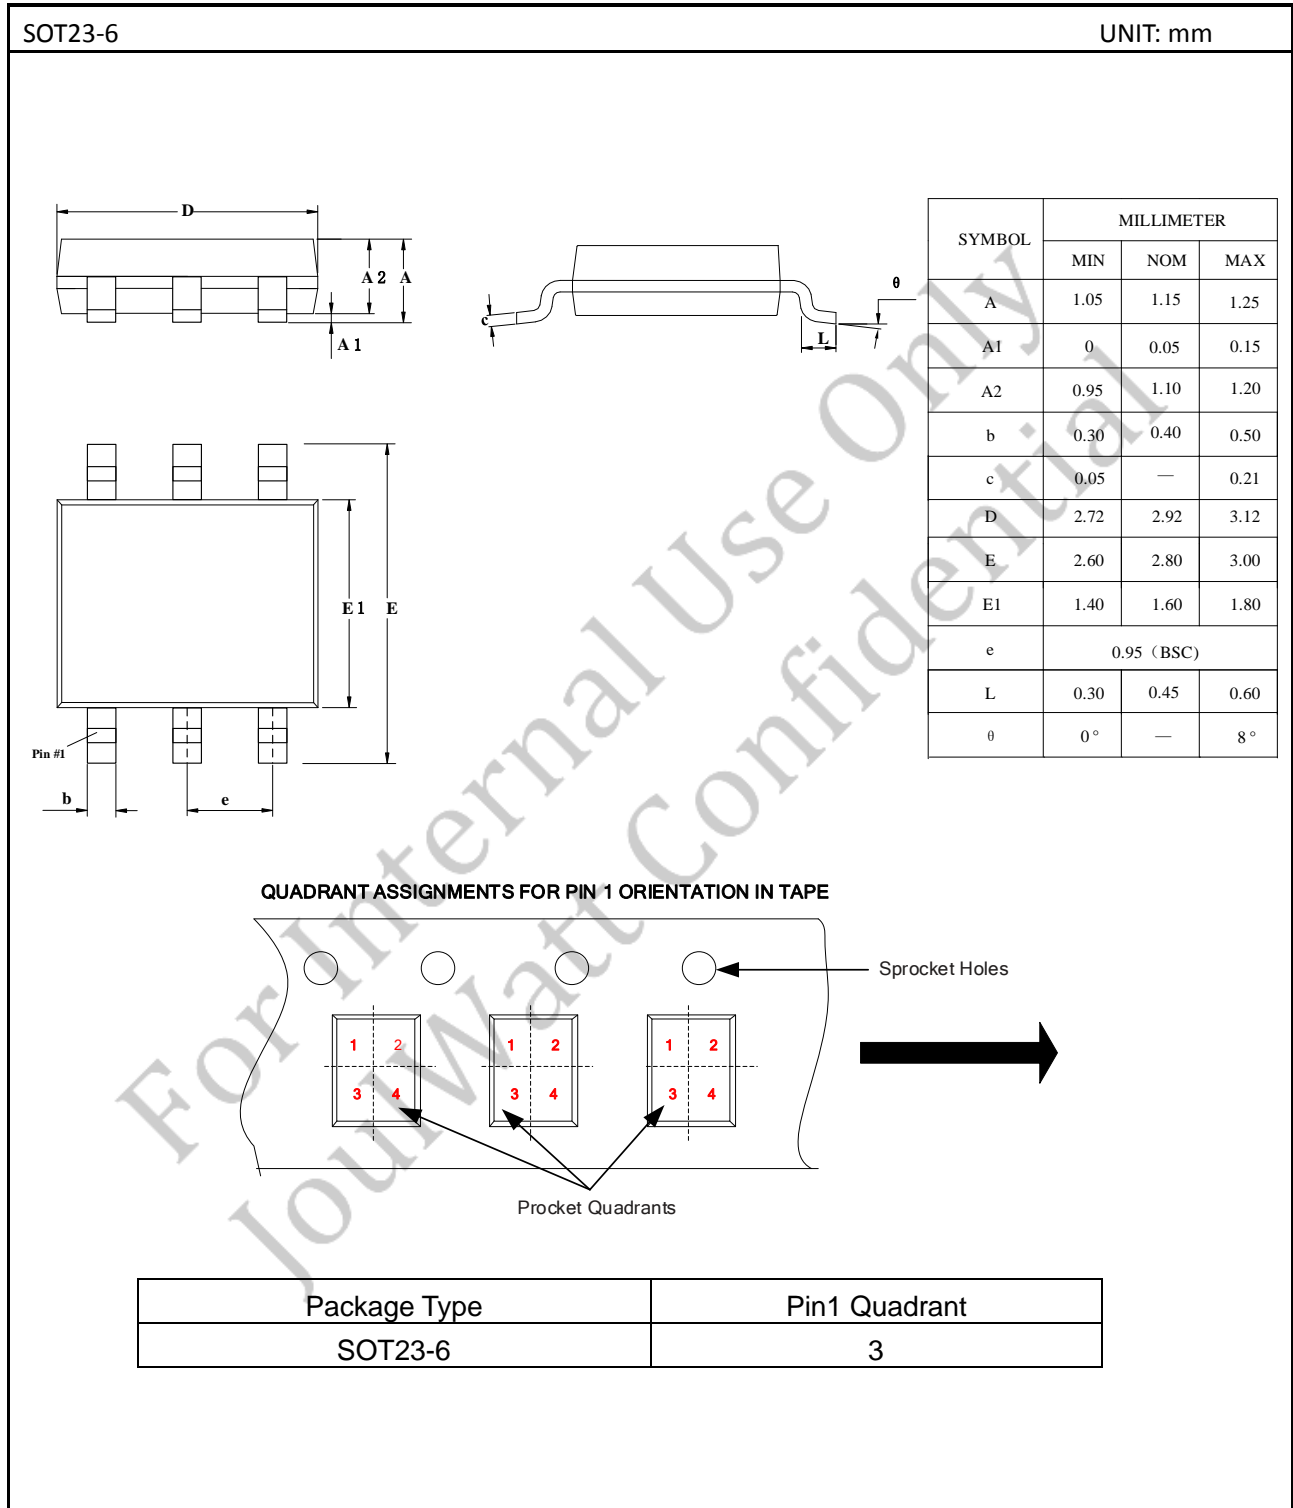 SOT23-6 UNIT: mm
D
A2 A
A1
c
L
θ
E1 E
Pin #1
b
e
SYMBOL MILLIMETER
MIN NOM MAX
A 1.05 1.15 1.25
A1 0 0.05 0.15
A2 0.95 1.10 1.20
b 0.30 0.40 0.50
c 0.05 — 0.21
D 2.72 2.92 3.12
E 2.60 2.80 3.00
E1 1.40 1.60 1.80
e 0.95（BSC)
L 0.30 0.45 0.60
θ 0° — 8°
For Internal Use Only
JoulWatt Confidential
QUADRANT ASSIGNMENTS FOR PIN 1 ORIENTATION IN TAPE
Sprocket Holes
1 2 1 2 1 2
3 4 3 4 3 4
Procket Quadrants
Package Type Pin1 Quadrant
SOT23-6 3